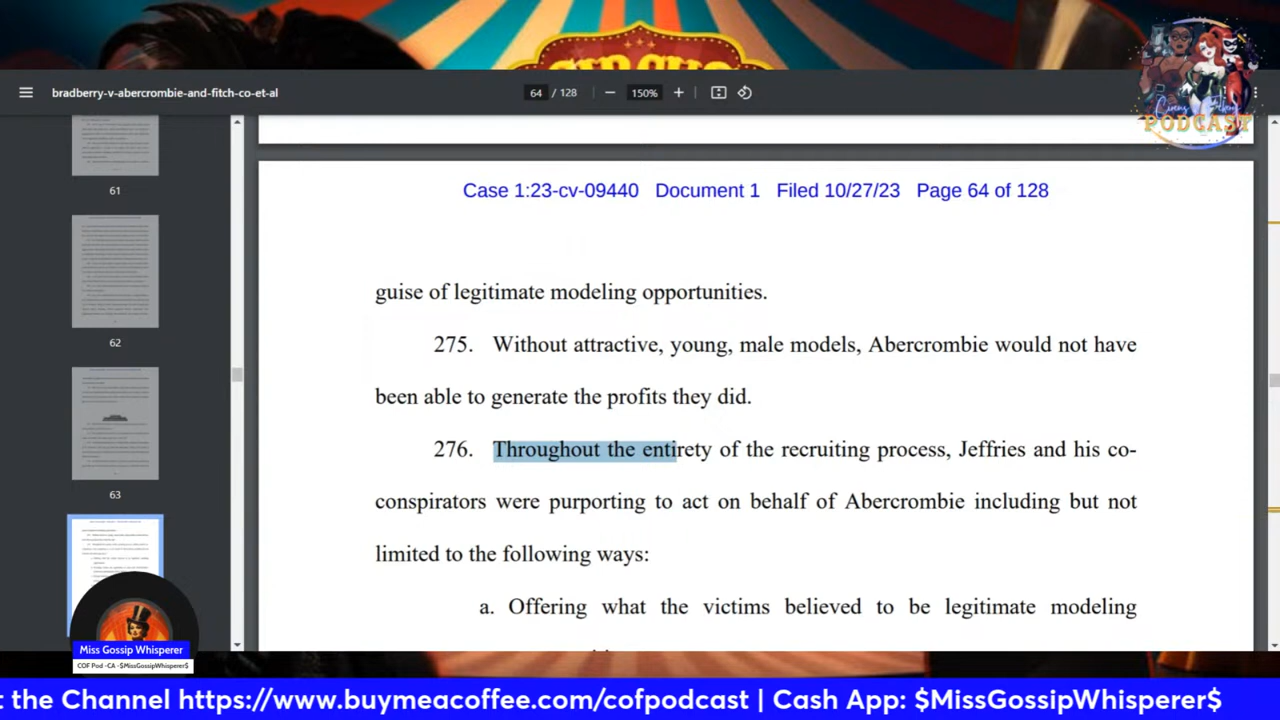 bradberry-v-abercrombie-and-fitch-co-et-al
64 / 128
150%
PODCAST
61
62
63
Case 1:23-cv-09440 Document 1 Filed 10/27/23 Page 64 of 128
guise of legitimate modeling opportunities.
275. Without attractive, young, male models, Abercrombie would not have
been able to generate the profits they did.
276. Throughout the entirety of the recruiting process, Jeffries and his co-
conspirators were purporting to act on behalf of Abercrombie including but not
limited to the following ways:
a. Offering what the victims believed to be legitimate modeling
Miss Gossip Whisperer
COF Pod -CA -$MissGossipWhisperer$
t the Channel https://www.buymeacoffee.com/cofpodcast | Cash App: $MissGossipWhisperer$